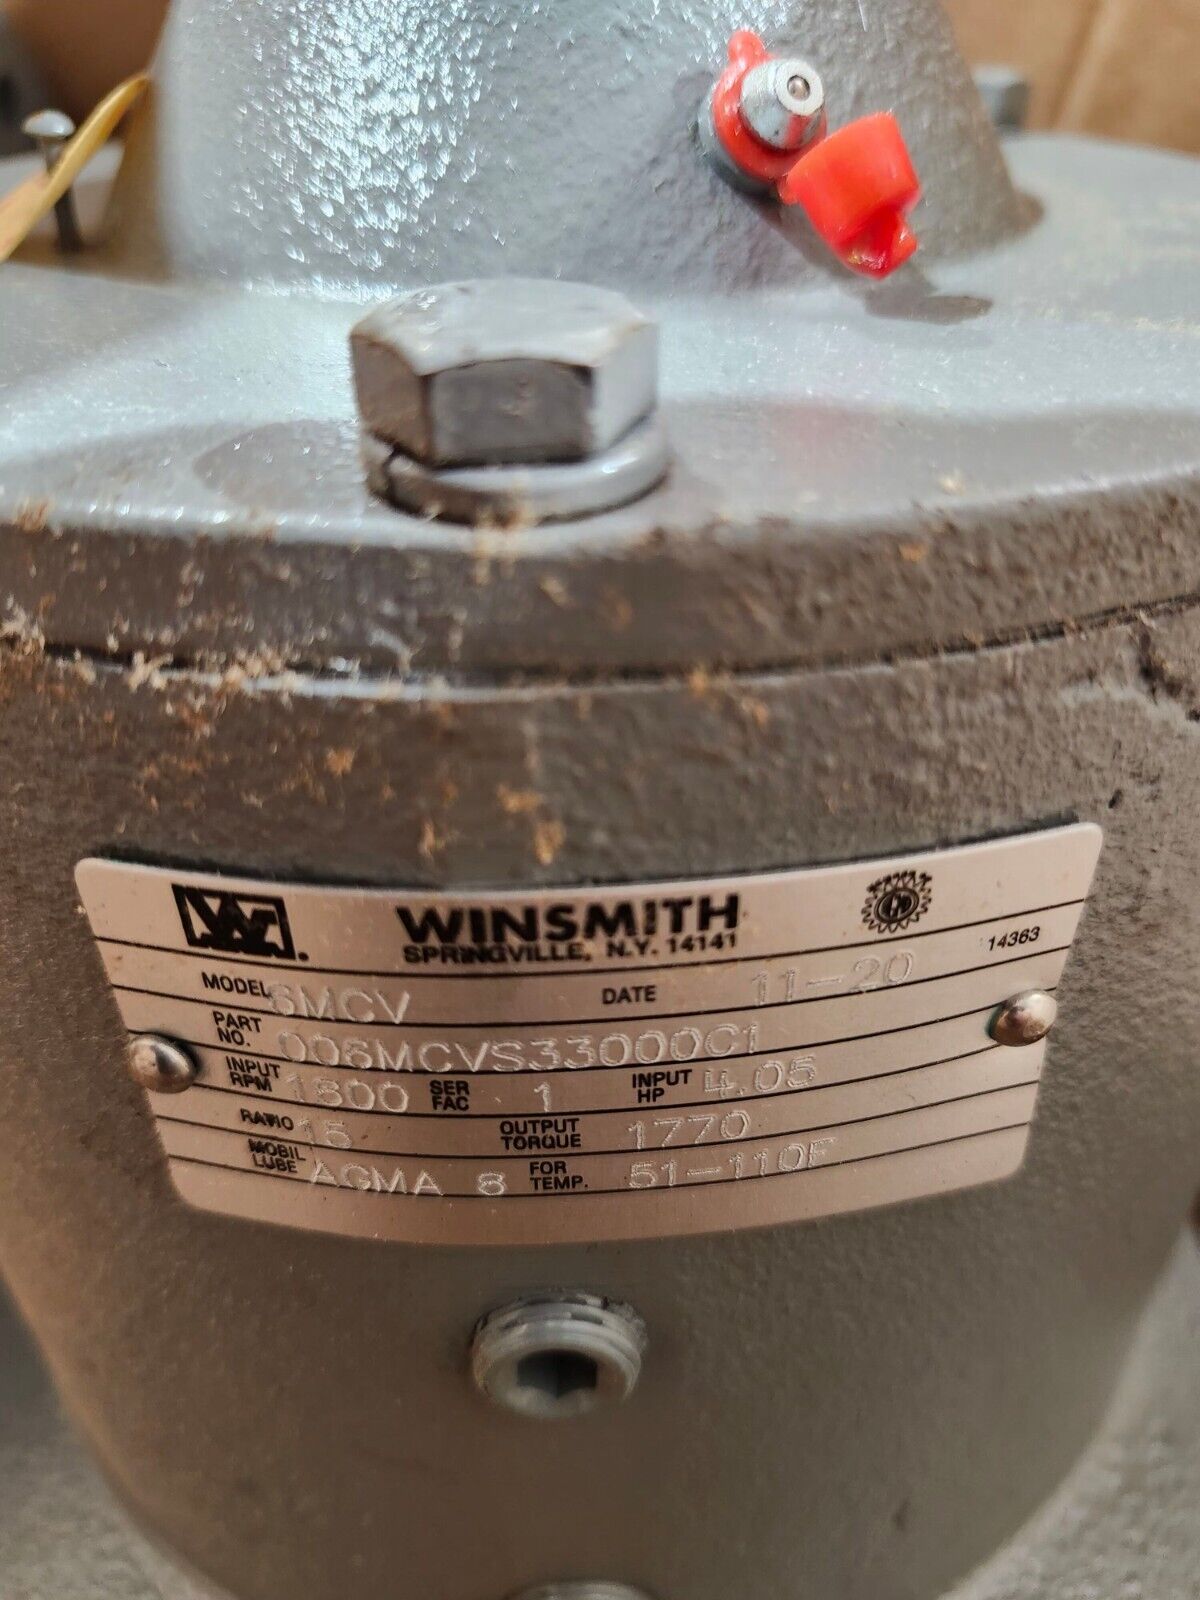 W WINSMITH
SPRINGVILLE, N.Y. 14141
14363
MODEL 6MCV DATE 11-20
PART NO. 006MCVS33000C1
INPUT RPM 1800 SER FAC 1 INPUT HP 4.05
RATIO 15 OUTPUT TORQUE 1770
MOBIL LUBE AGMA 8 FOR TEMP. 51-110F